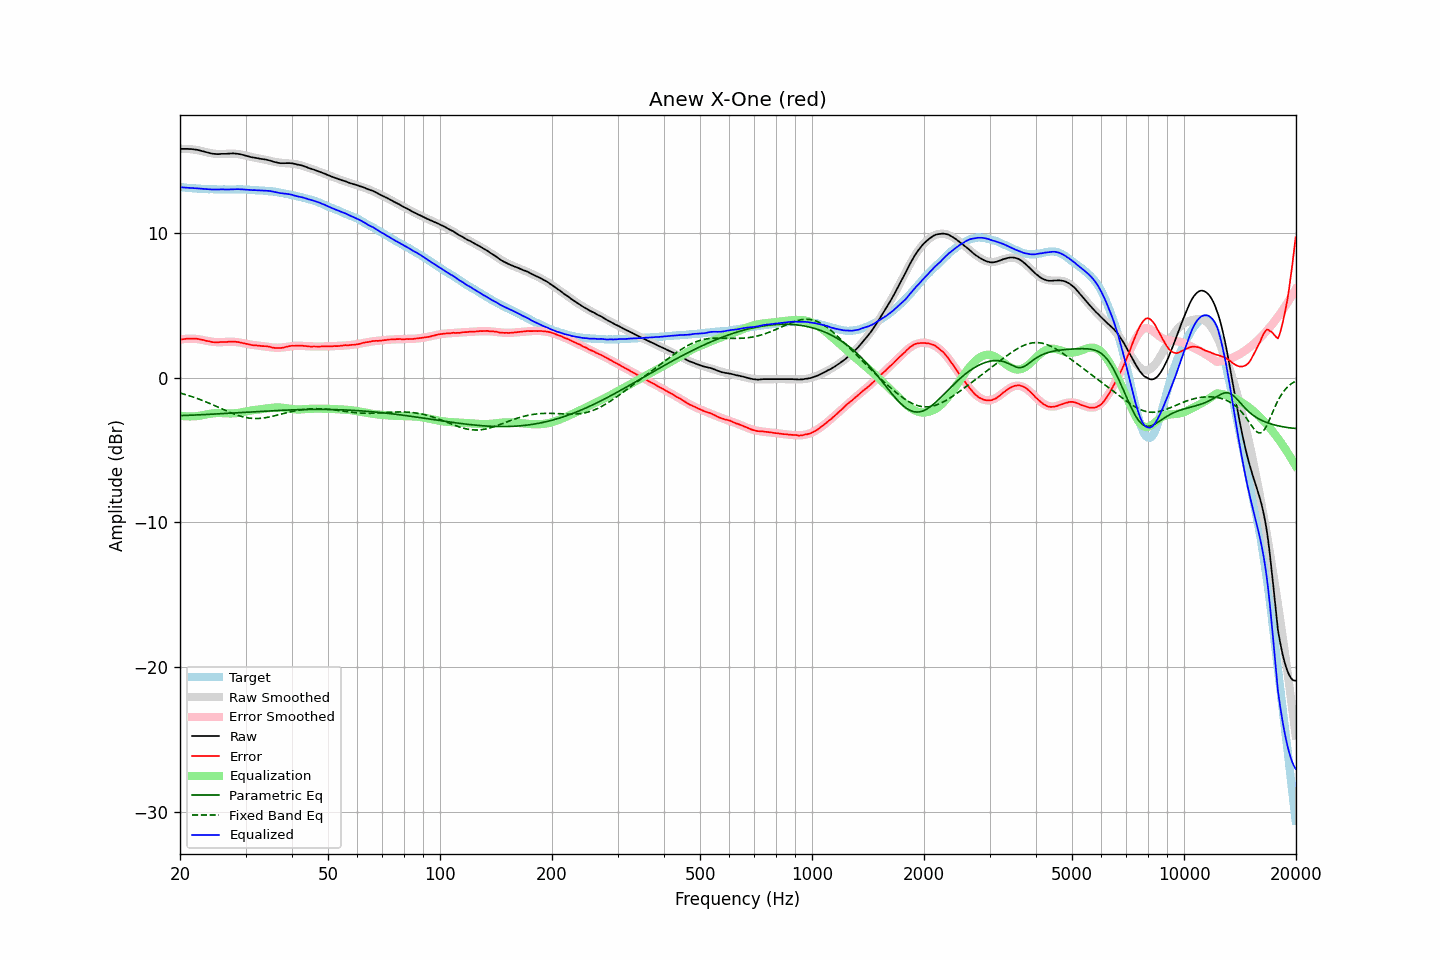 Anew X-One (red)
Amplitude (dBr)
10
0
−10
−20
−30
Target
Raw Smoothed
Error Smoothed
Raw
Error
Equalization
Parametric Eq
Fixed Band Eq
Equalized
20 50 100 200 500 1000 2000 5000 10000 20000
Frequency (Hz)